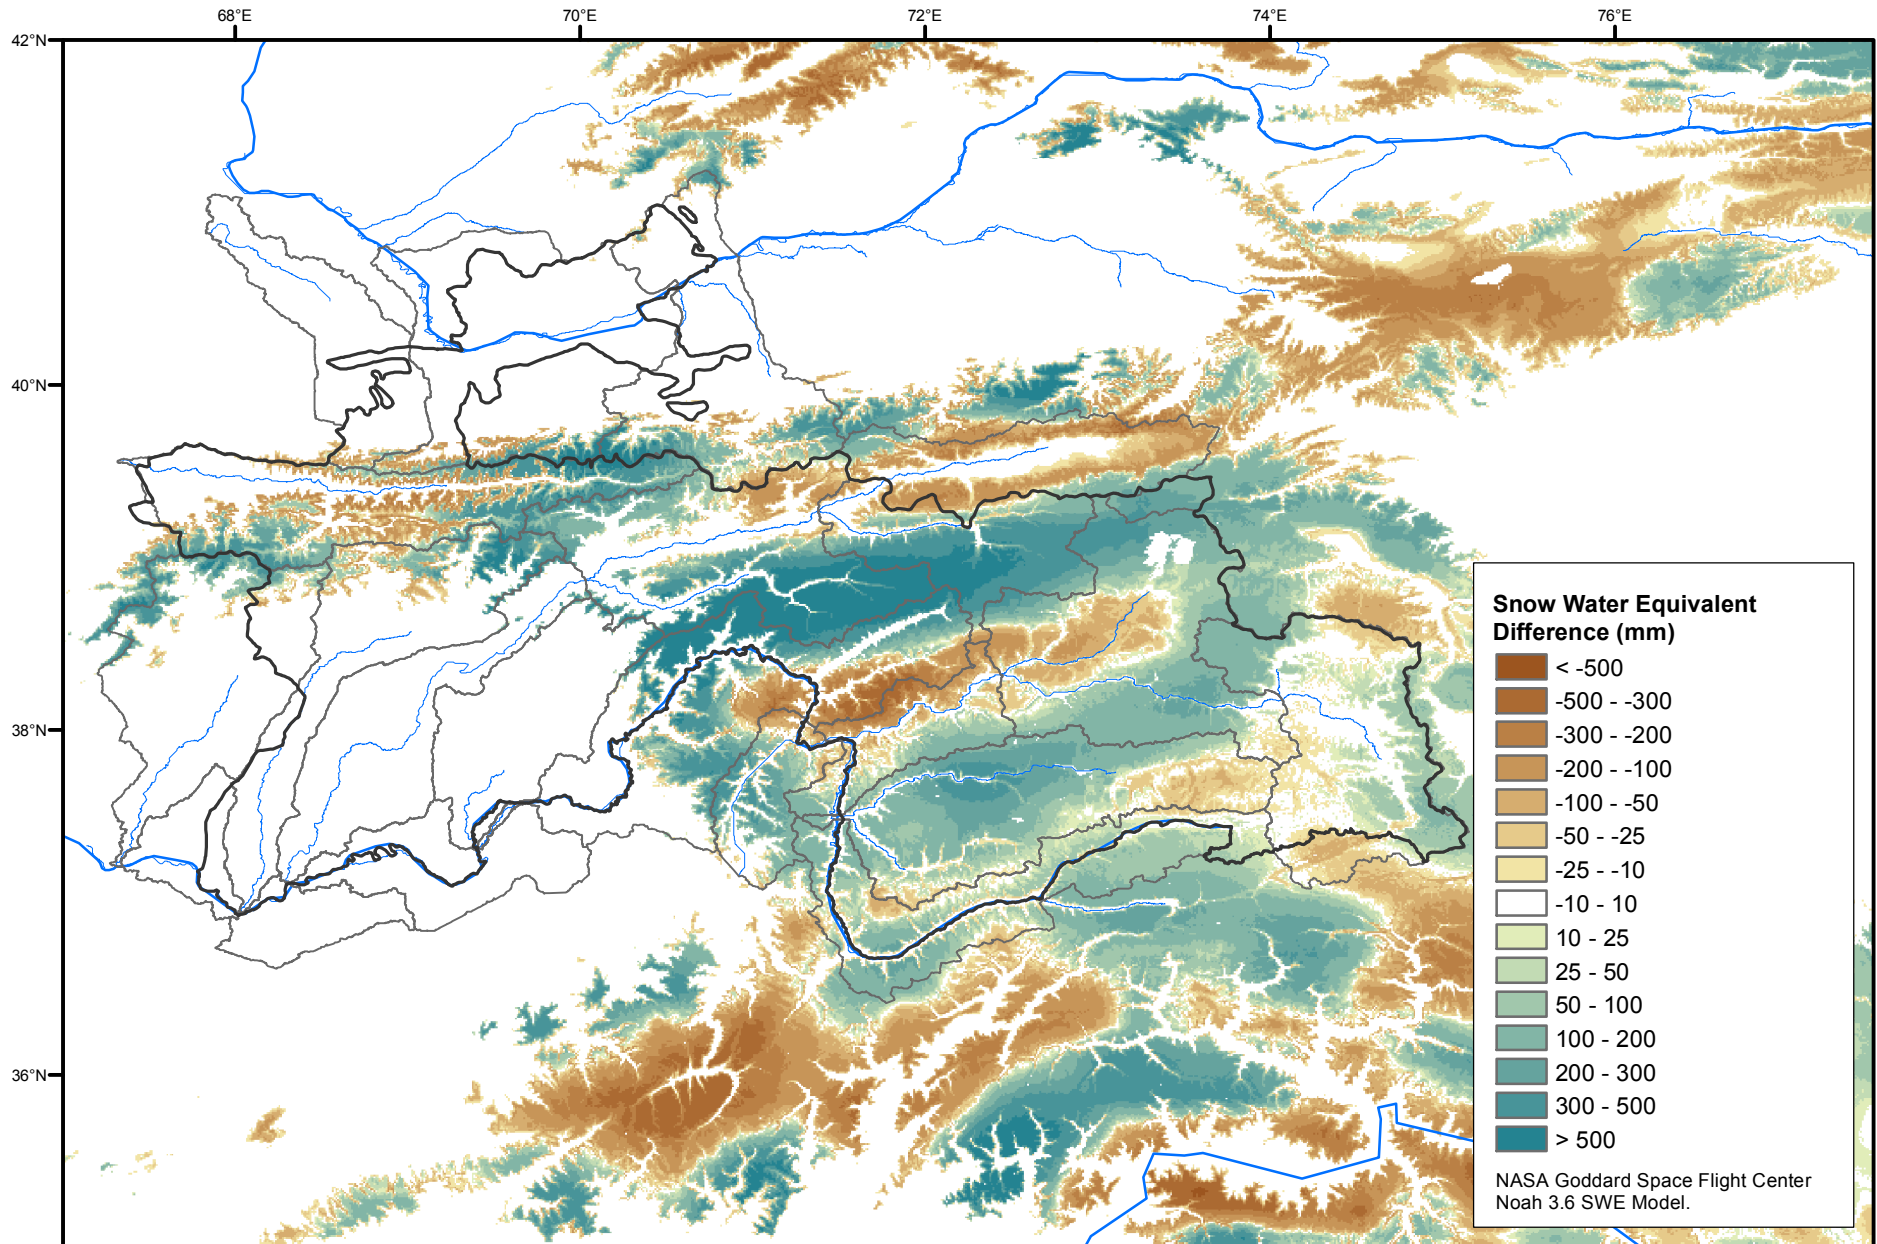 68°E
70°E
72°E
74°E
76°E
42°N
40°N
38°N
36°N
Snow Water Equivalent
Difference (mm)
< -500
-500 - -300
-300 - -200
-200 - -100
-100 - -50
-50 - -25
-25 - -10
-10 - 10
10 - 25
25 - 50
50 - 100
100 - 200
200 - 300
300 - 500
> 500
NASA Goddard Space Flight Center
Noah 3.6 SWE Model.